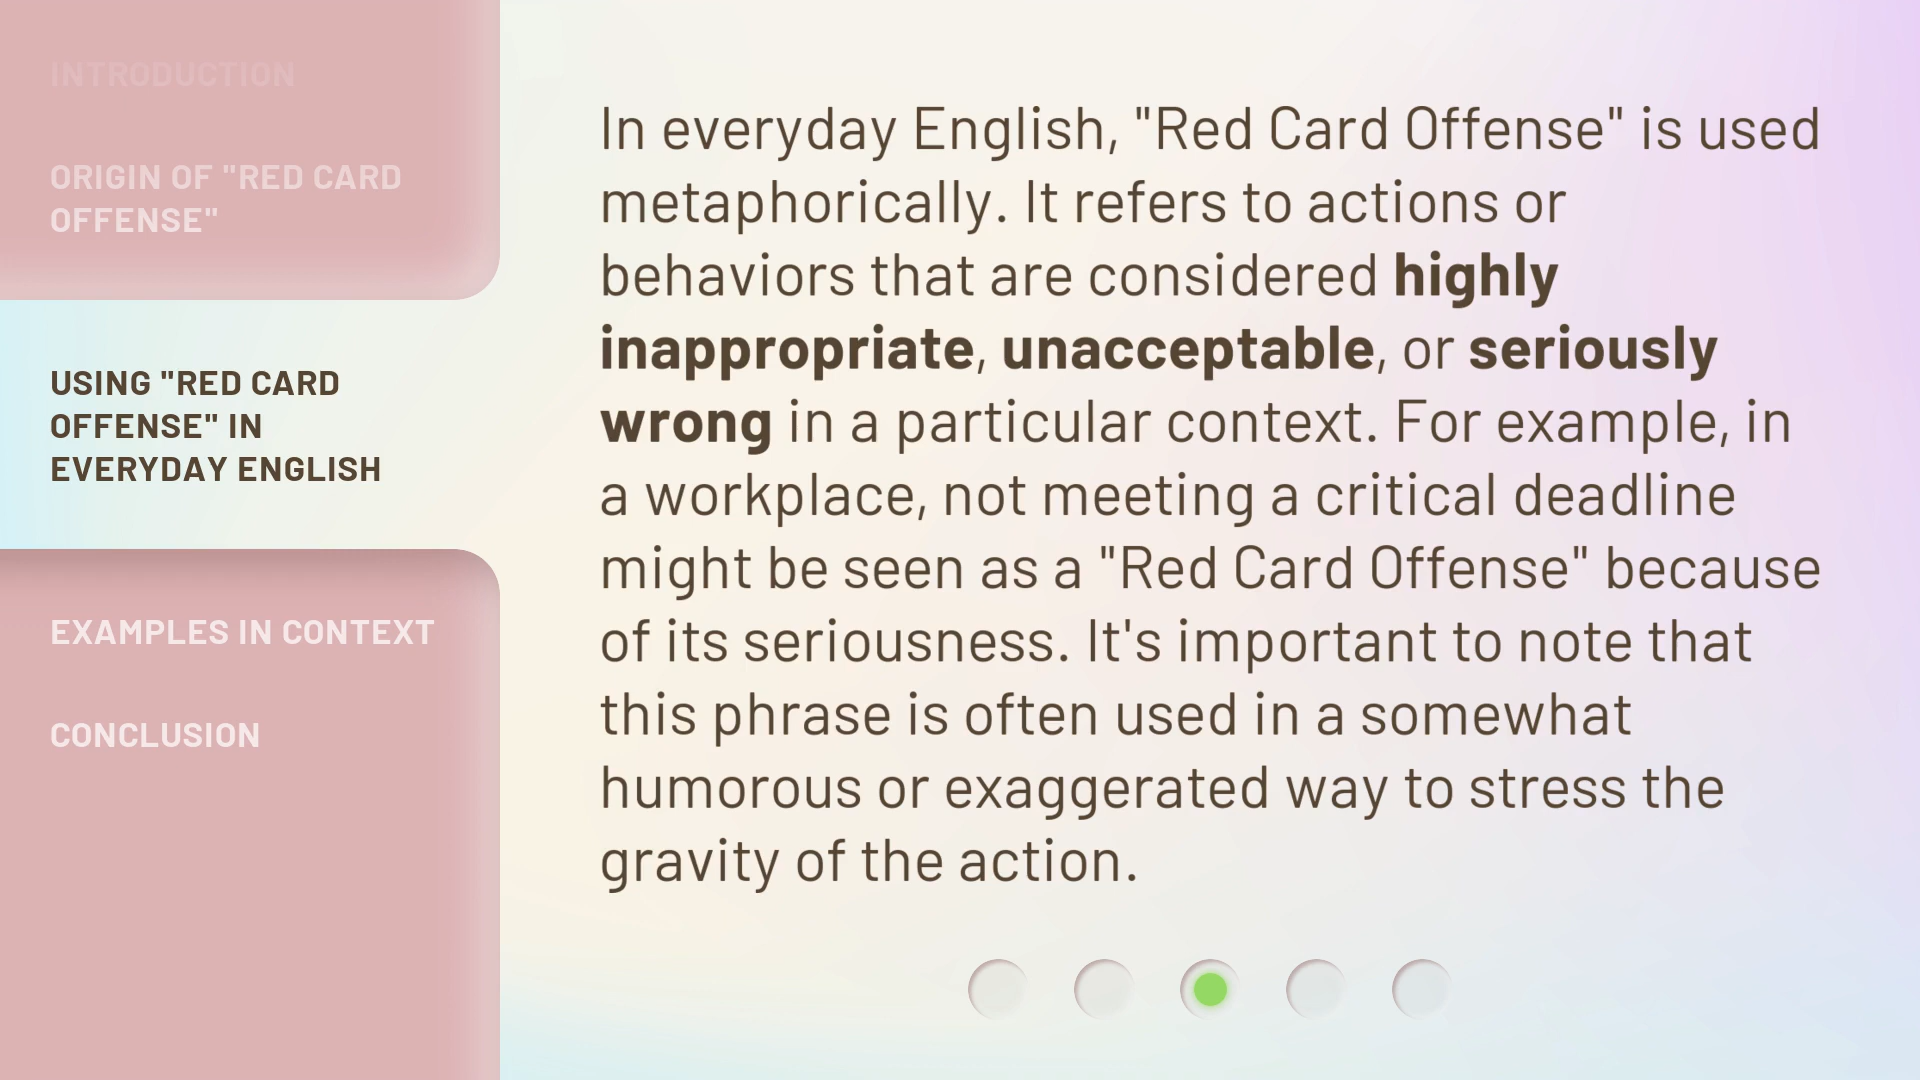 INTRODUCTION
ORIGIN OF "RED CARD
OFFENSE"
USING "RED CARD
OFFENSE" IN
EVERYDAY ENGLISH
EXAMPLES IN CONTEXT
CONCLUSION
In everyday English, "Red Card Offense" is used
metaphorically. It refers to actions or
behaviors that are considered highly
inappropriate, unacceptable, or seriously
wrong in a particular context. For example, in
a workplace, not meeting a critical deadline
might be seen as a "Red Card Offense" because
of its seriousness. It's important to note that
this phrase is often used in a somewhat
humorous or exaggerated way to stress the
gravity of the action.